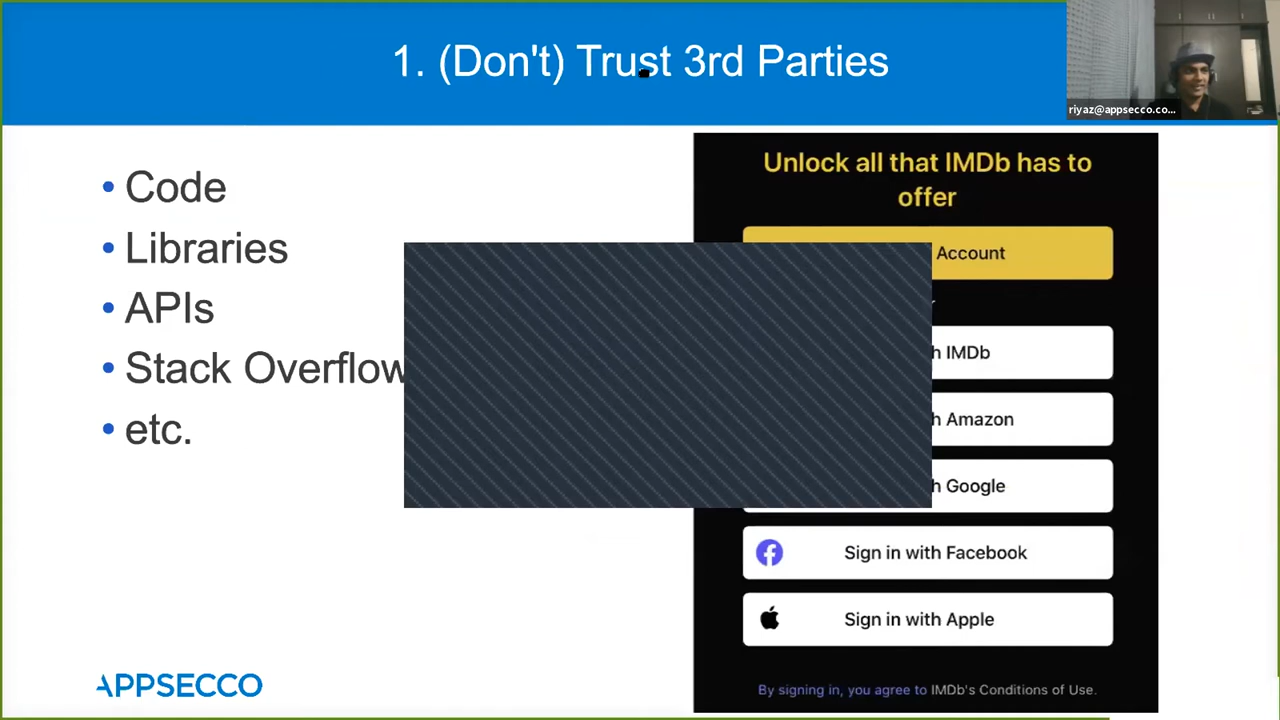 1. (Don't) Trust 3rd Parties
riyaz@appsecco.co...
• Code
• Libraries
• APIs
• Stack Overflow
• etc.
Unlock all that IMDb has to
offer
Account
h IMDb
h Amazon
h Google
Sign in with Facebook
Sign in with Apple
By signing in, you agree to IMDb's Conditions of Use.
APPSECCO